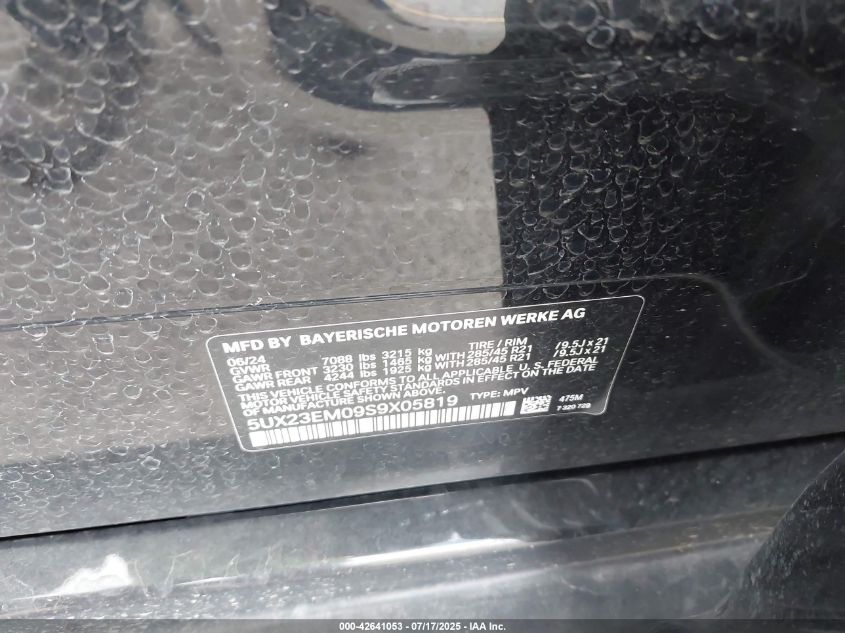 MFD BY BAYERISCHE MOTOREN WERKE AG
06/24 TIRE / RIM
GVWR 7088 lbs 3215 kg
GAWR FRONT 3230 lbs 1465 kg WITH 285/45 R21 /9.5J x 21
GAWR REAR 4244 lbs 1925 kg WITH 285/45 R21 /9.5J x 21
THIS VEHICLE CONFORMS TO ALL APPLICABLE U.S. FEDERAL
MOTOR VEHICLE SAFETY STANDARDS IN EFFECT ON THE DATE
OF MANUFACTURE SHOWN ABOVE.
5UX23EM09S9X05819 TYPE: MPV 475M
7 320 729
000-42641053 / 07/17/2025 - IAA Inc.